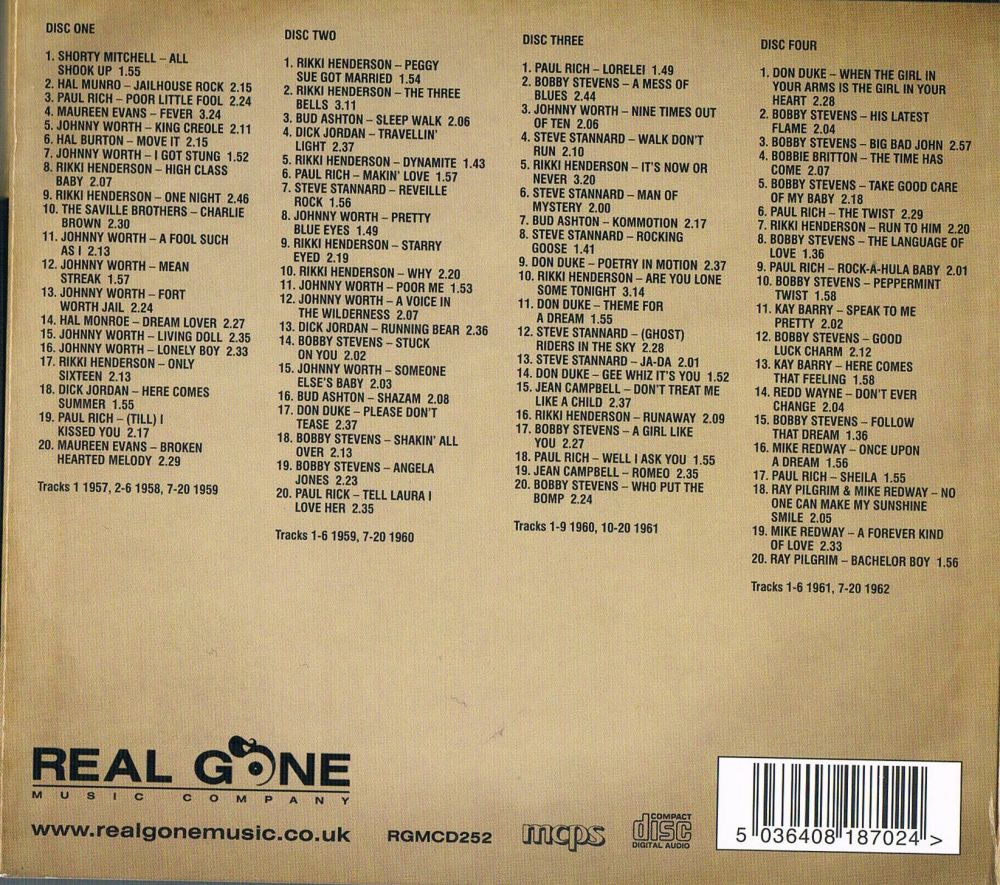 DISC ONE
1. SHORTY MITCHELL – ALL
SHOOK UP 1.55
2. HAL MUNRO – JAILHOUSE ROCK 2.15
3. PAUL RICH – POOR LITTLE FOOL 2.24
4. MAUREEN EVANS – FEVER 3.24
5. JOHNNY WORTH – KING CREOLE 2.11
6. HAL BURTON – MOVE IT 2.15
7. JOHNNY WORTH – I GOT STUNG 1.52
8. RIKKI HENDERSON – HIGH CLASS
BABY 2.07
9. RIKKI HENDERSON – ONE NIGHT 2.46
10. THE SAVILLE BROTHERS – CHARLIE
BROWN 2.30
11. JOHNNY WORTH – A FOOL SUCH
AS I 2.13
12. JOHNNY WORTH – MEAN
STREAK 1.57
13. JOHNNY WORTH – FORT
WORTH JAIL 2.24
14. HAL MONROE – DREAM LOVER 2.27
15. JOHNNY WORTH – LIVING DOLL 2.35
16. JOHNNY WORTH – LONELY BOY 2.33
17. RIKKI HENDERSON – ONLY
SIXTEEN 2.13
18. DICK JORDAN – HERE COMES
SUMMER 1.55
19. PAUL RICH – (TILL) I
KISSED YOU 2.17
20. MAUREEN EVANS – BROKEN
HEARTED MELODY 2.29
Tracks 1 1957, 2-6 1958, 7-20 1959
DISC TWO
1. RIKKI HENDERSON – PEGGY
SUE GOT MARRIED 1.54
2. RIKKI HENDERSON – THE THREE
BELLS 3.11
3. BUD ASHTON – SLEEP WALK 2.06
4. DICK JORDAN – TRAVELLIN'
LIGHT 2.37
5. RIKKI HENDERSON – DYNAMITE 1.43
6. PAUL RICH – MAKIN' LOVE 1.57
7. STEVE STANNARD – REVEILLE
ROCK 1.56
8. JOHNNY WORTH – PRETTY
BLUE EYES 1.49
9. RIKKI HENDERSON – STARRY
EYED 2.19
10. RIKKI HENDERSON – WHY 2.20
11. JOHNNY WORTH – POOR ME 1.53
12. JOHNNY WORTH – A VOICE IN
THE WILDERNESS 2.07
13. DICK JORDAN – RUNNING BEAR 2.36
14. BOBBY STEVENS – STUCK
ON YOU 2.02
15. JOHNNY WORTH – SOMEONE
ELSE'S BABY 2.03
16. BUD ASHTON – SHAZAM 2.08
17. DON DUKE – PLEASE DON'T
TEASE 2.37
18. BOBBY STEVENS – SHAKIN' ALL
OVER 2.13
19. BOBBY STEVENS – ANGELA
JONES 2.23
20. PAUL RICK – TELL LAURA I
LOVE HER 2.35
Tracks 1-6 1959, 7-20 1960
DISC THREE
1. PAUL RICH – LORELEI 1.49
2. BOBBY STEVENS – A MESS OF
BLUES 2.44
3. JOHNNY WORTH – NINE TIMES OUT
OF TEN 2.06
4. STEVE STANNARD – WALK DON'T
RUN 2.10
5. RIKKI HENDERSON – IT'S NOW OR
NEVER 3.20
6. STEVE STANNARD – MAN OF
MYSTERY 2.00
7. BUD ASHTON – KOMMOTION 2.17
8. STEVE STANNARD – ROCKING
GOOSE 1.41
9. DON DUKE – POETRY IN MOTION 2.37
10. RIKKI HENDERSON – ARE YOU LONE
SOME TONIGHT 3.14
11. DON DUKE – THEME FOR
A DREAM 1.55
12. STEVE STANNARD – (GHOST)
RIDERS IN THE SKY 2.28
13. STEVE STANNARD – JA-DA 2.01
14. DON DUKE – GEE WHIZ IT'S YOU 1.52
15. JEAN CAMPBELL – DON'T TREAT ME
LIKE A CHILD 2.37
16. RIKKI HENDERSON – RUNAWAY 2.09
17. BOBBY STEVENS – A GIRL LIKE
YOU 2.27
18. PAUL RICH – WELL I ASK YOU 1.55
19. JEAN CAMPBELL – ROMEO 2.35
20. BOBBY STEVENS – WHO PUT THE
BOMP 2.24
Tracks 1-9 1960, 10-20 1961
DISC FOUR
1. DON DUKE – WHEN THE GIRL IN
YOUR ARMS IS THE GIRL IN YOUR
HEART 2.28
2. BOBBY STEVENS – HIS LATEST
FLAME 2.04
3. BOBBY STEVENS – BIG BAD JOHN 2.57
4. BOBBIE BRITTON – THE TIME HAS
COME 2.07
5. BOBBY STEVENS – TAKE GOOD CARE
OF MY BABY 2.18
6. PAUL RICH – THE TWIST 2.29
7. RIKKI HENDERSON – RUN TO HIM 2.20
8. BOBBY STEVENS – THE LANGUAGE OF
LOVE 1.36
9. PAUL RICH – ROCK-A-HULA BABY 2.01
10. BOBBY STEVENS – PEPPERMINT
TWIST 1.58
11. KAY BARRY – SPEAK TO ME
PRETTY 2.02
12. BOBBY STEVENS – GOOD
LUCK CHARM 2.12
13. KAY BARRY – HERE COMES
THAT FEELING 1.58
14. REDD WAYNE – DON'T EVER
CHANGE 2.04
15. BOBBY STEVENS – FOLLOW
THAT DREAM 1.36
16. MIKE REDWAY – ONCE UPON
A DREAM 1.56
17. PAUL RICH – SHEILA 1.55
18. RAY PILGRIM & MIKE REDWAY – NO
ONE CAN MAKE MY SUNSHINE
SMILE 2.05
19. MIKE REDWAY – A FOREVER KIND
OF LOVE 2.33
20. RAY PILGRIM – BACHELOR BOY 1.56
Tracks 1-6 1961, 7-20 1962
REAL GONE
MUSIC COMPANY
www.realgonemusic.co.uk
RGMCD252
mcps
COMPACT
disc
DIGITAL AUDIO
5 036408 187024 >